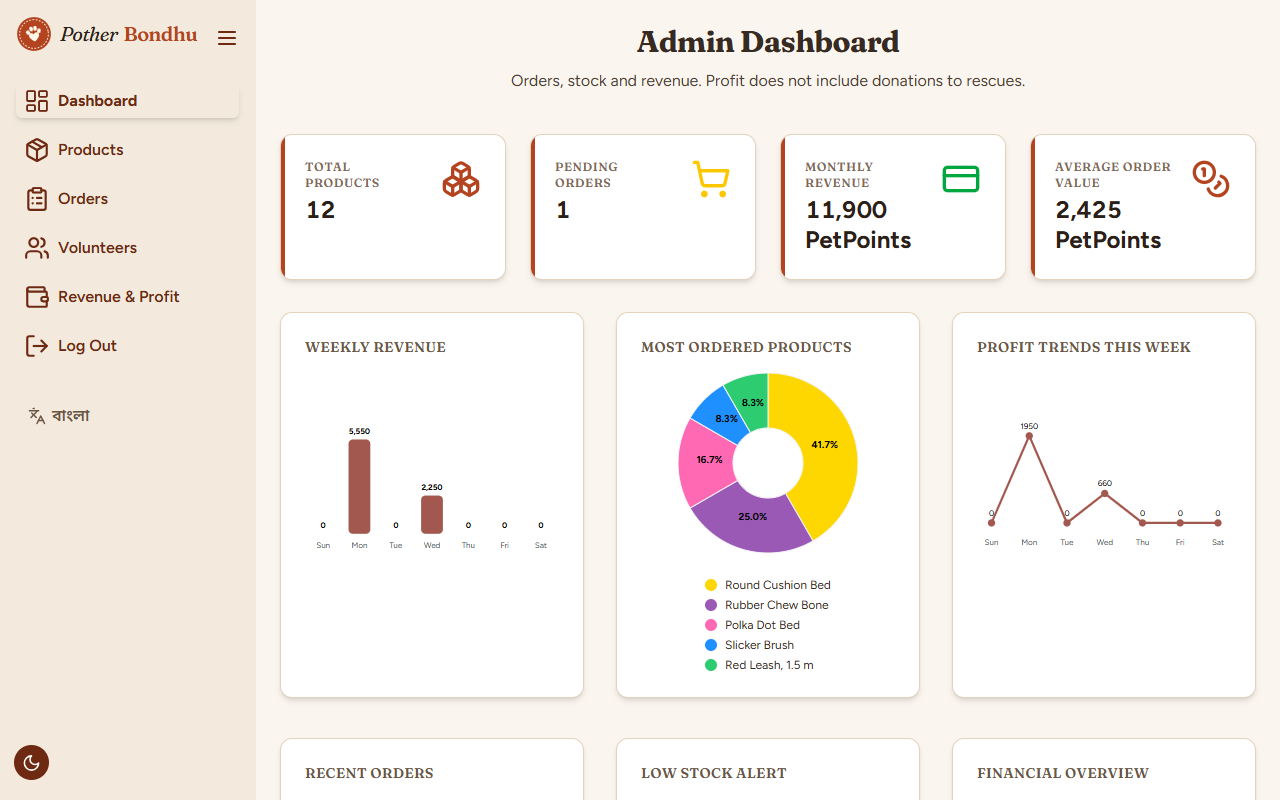 Pother Bondhu
Dashboard
Products
Orders
Volunteers
Revenue & Profit
Log Out
বাংলা
Admin Dashboard
Orders, stock and revenue. Profit does not include donations to rescues.
TOTAL
PRODUCTS
12
PENDING
ORDERS
1
MONTHLY
REVENUE
11,900
PetPoints
AVERAGE ORDER
VALUE
2,425
PetPoints
WEEKLY REVENUE
5,550
2,250
0 0 0 0 0
Sun Mon Tue Wed Thu Fri Sat
MOST ORDERED PRODUCTS
8.3%
8.3%
41.7%
16.7%
25.0%
Round Cushion Bed
Rubber Chew Bone
Polka Dot Bed
Slicker Brush
Red Leash, 1.5 m
PROFIT TRENDS THIS WEEK
1950
660
0 0 0 0 0
Sun Mon Tue Wed Thu Fri Sat
RECENT ORDERS
LOW STOCK ALERT
FINANCIAL OVERVIEW